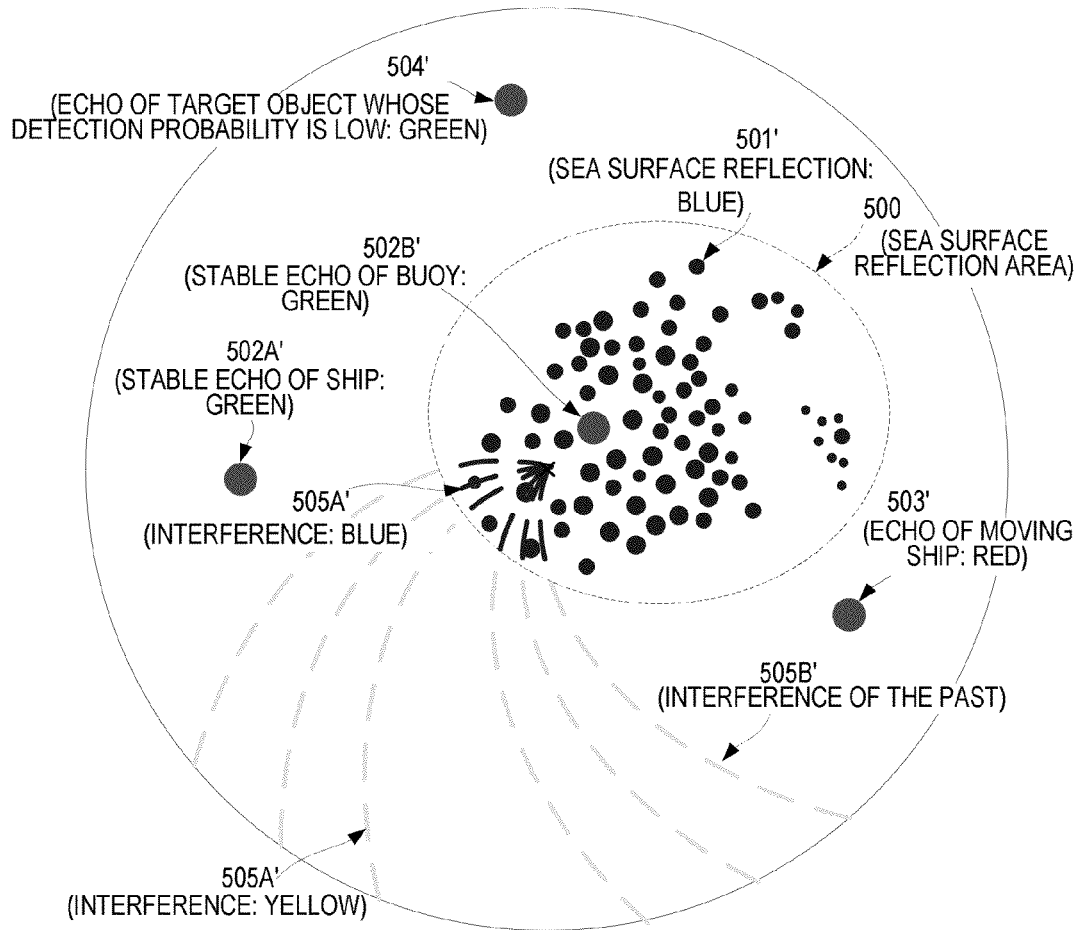 504'
(ECHO OF TARGET OBJECT WHOSE
DETECTION PROBABILITY IS LOW: GREEN)
501'
(SEA SURFACE REFLECTION:
BLUE)
500
(SEA SURFACE
REFLECTION AREA)
502B'
(STABLE ECHO OF BUOY:
GREEN)
502A'
(STABLE ECHO OF SHIP:
GREEN)
505A'
(INTERFERENCE: BLUE)
503'
(ECHO OF MOVING
SHIP: RED)
505B'
(INTERFERENCE OF THE PAST)
505A'
(INTERFERENCE: YELLOW)